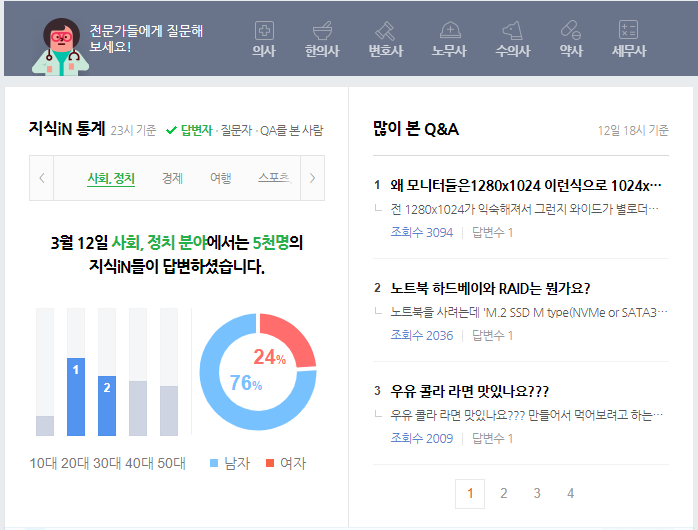 전문가들에게 질문해
보세요!
의사 한의사 변호사 노무사 수의사 약사 세무사
지식iN 통계 23시 기준 답변자 · 질문자 · QA를 본 사람
사회, 정치 경제 여행 스포츠,
3월 12일 사회, 정치 분야에서는 5천명의
지식iN들이 답변하셨습니다.
1
2
24%
76%
10대 20대 30대 40대 50대
남자 여자
많이 본 Q&A 12일 18시 기준
1 왜 모니터들은1280x1024 이런식으로 1024x…
전 1280x1024가 익숙해져서 그런지 와이드가 별로더…
조회수 3094 답변수 1
2 노트북 하드베이와 RAID는 뭔가요?
노트북을 사려는데 'M.2 SSD M type(NVMe or SATA3…
조회수 2036 답변수 1
3 우유 콜라 라면 맛있나요???
우유 콜라 라면 맛있나요??? 만들어서 먹어보려고 하는…
조회수 2009 답변수 1
1 2 3 4